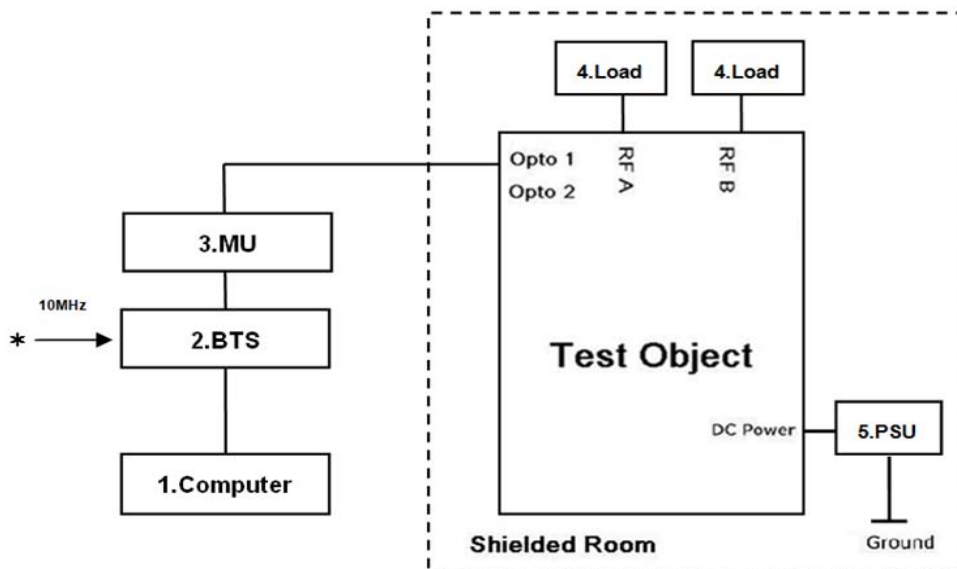 4.Load
4.Load
Opto 1
Opto 2
RF A
RF B
3.MU
10MHz
*
2.BTS
Test Object
DC Power
5.PSU
1.Computer
Shielded Room
Ground